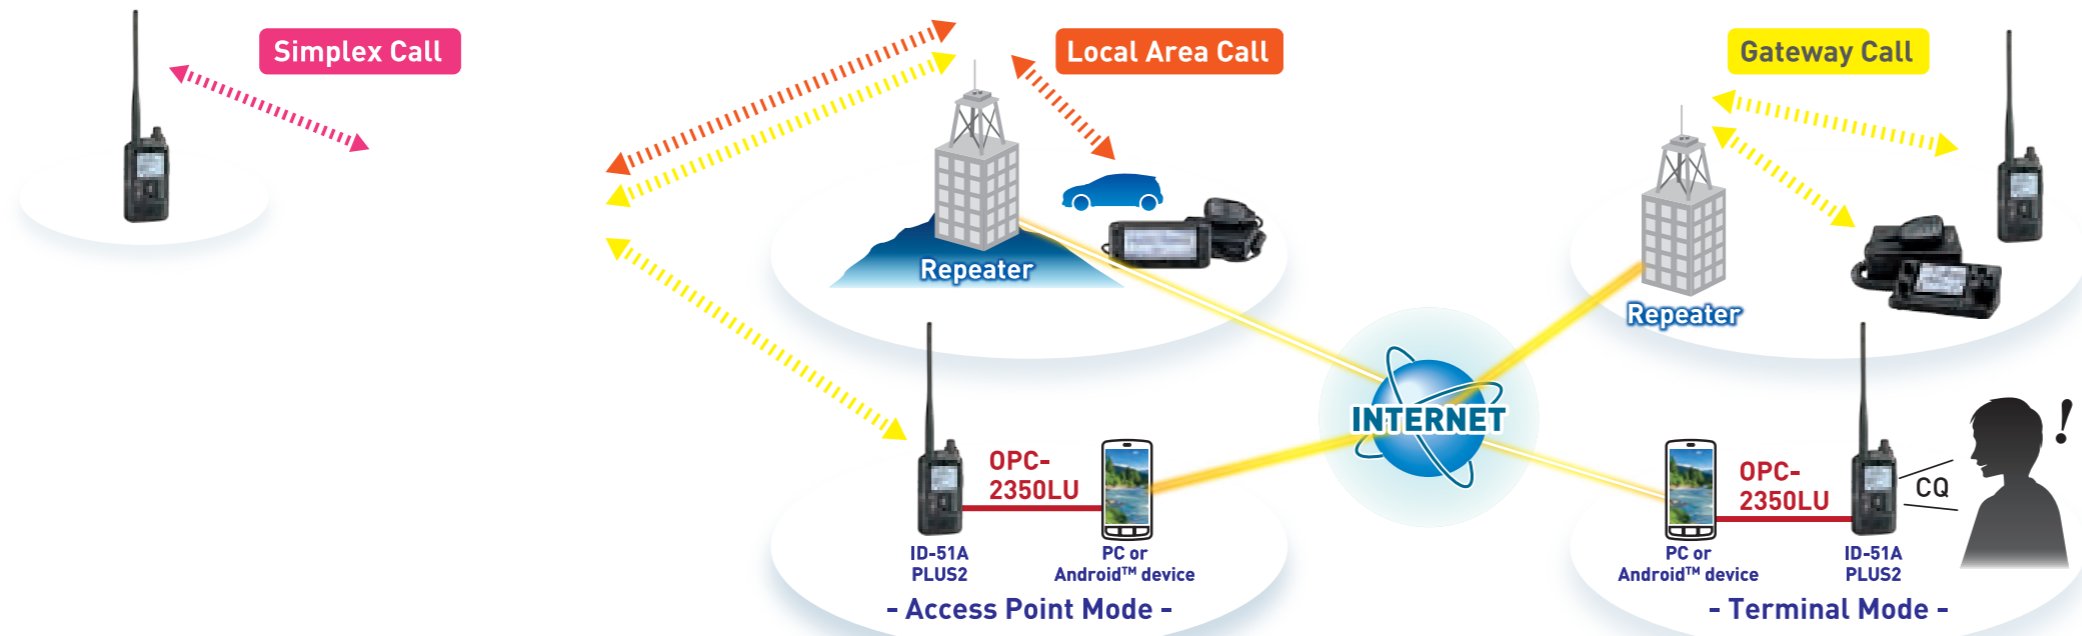 Simplex Call
Local Area Call
Gateway Call
Repeater
Repeater
INTERNET
OPC-
2350LU
ID-51A
PLUS2
PC or
Android™ device
- Access Point Mode -
OPC-
2350LU
CQ
!
PC or
Android™ device
ID-51A
PLUS2
- Terminal Mode -